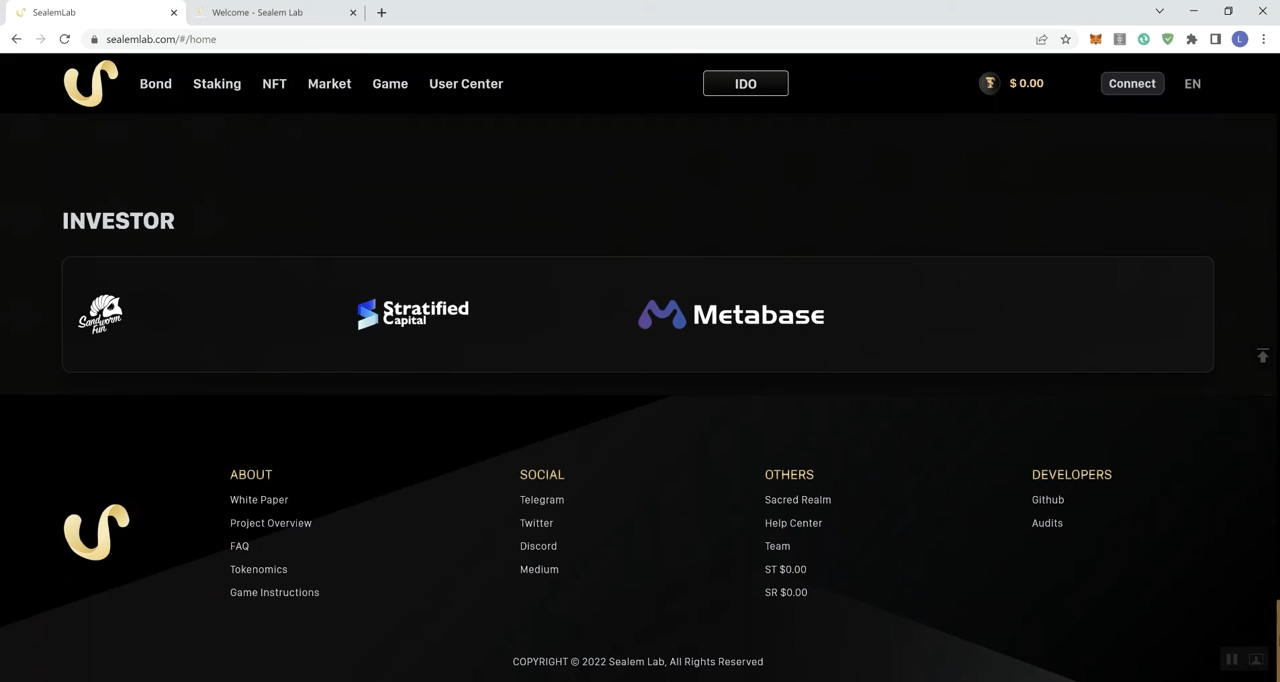 SealemLab
Welcome - Sealem Lab
sealemlab.com/#/home
L
Bond
Staking
NFT
Market
Game
User Center
IDO
$ 0.00
Connect
EN
INVESTOR
Sandworm
Fun
Stratified
Capital
Metabase
ABOUT
White Paper
Project Overview
FAQ
Tokenomics
Game Instructions
SOCIAL
Telegram
Twitter
Discord
Medium
OTHERS
Sacred Realm
Help Center
Team
ST $0.00
SR $0.00
DEVELOPERS
Github
Audits
COPYRIGHT © 2022 Sealem Lab, All Rights Reserved